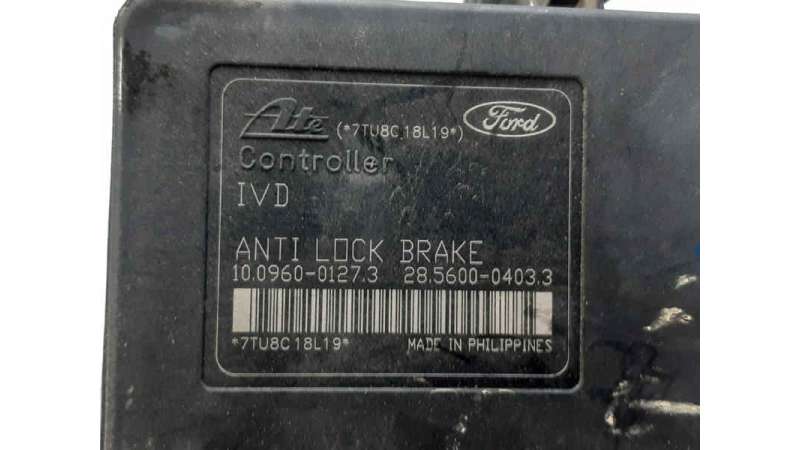 Ate (*7TU8C18L19*) Ford
Controller
IVD
ANTI LOCK BRAKE
10.0960-0127.3 28.5600-0403.3
*7TU8C18L19* MADE IN PHILIPPINES